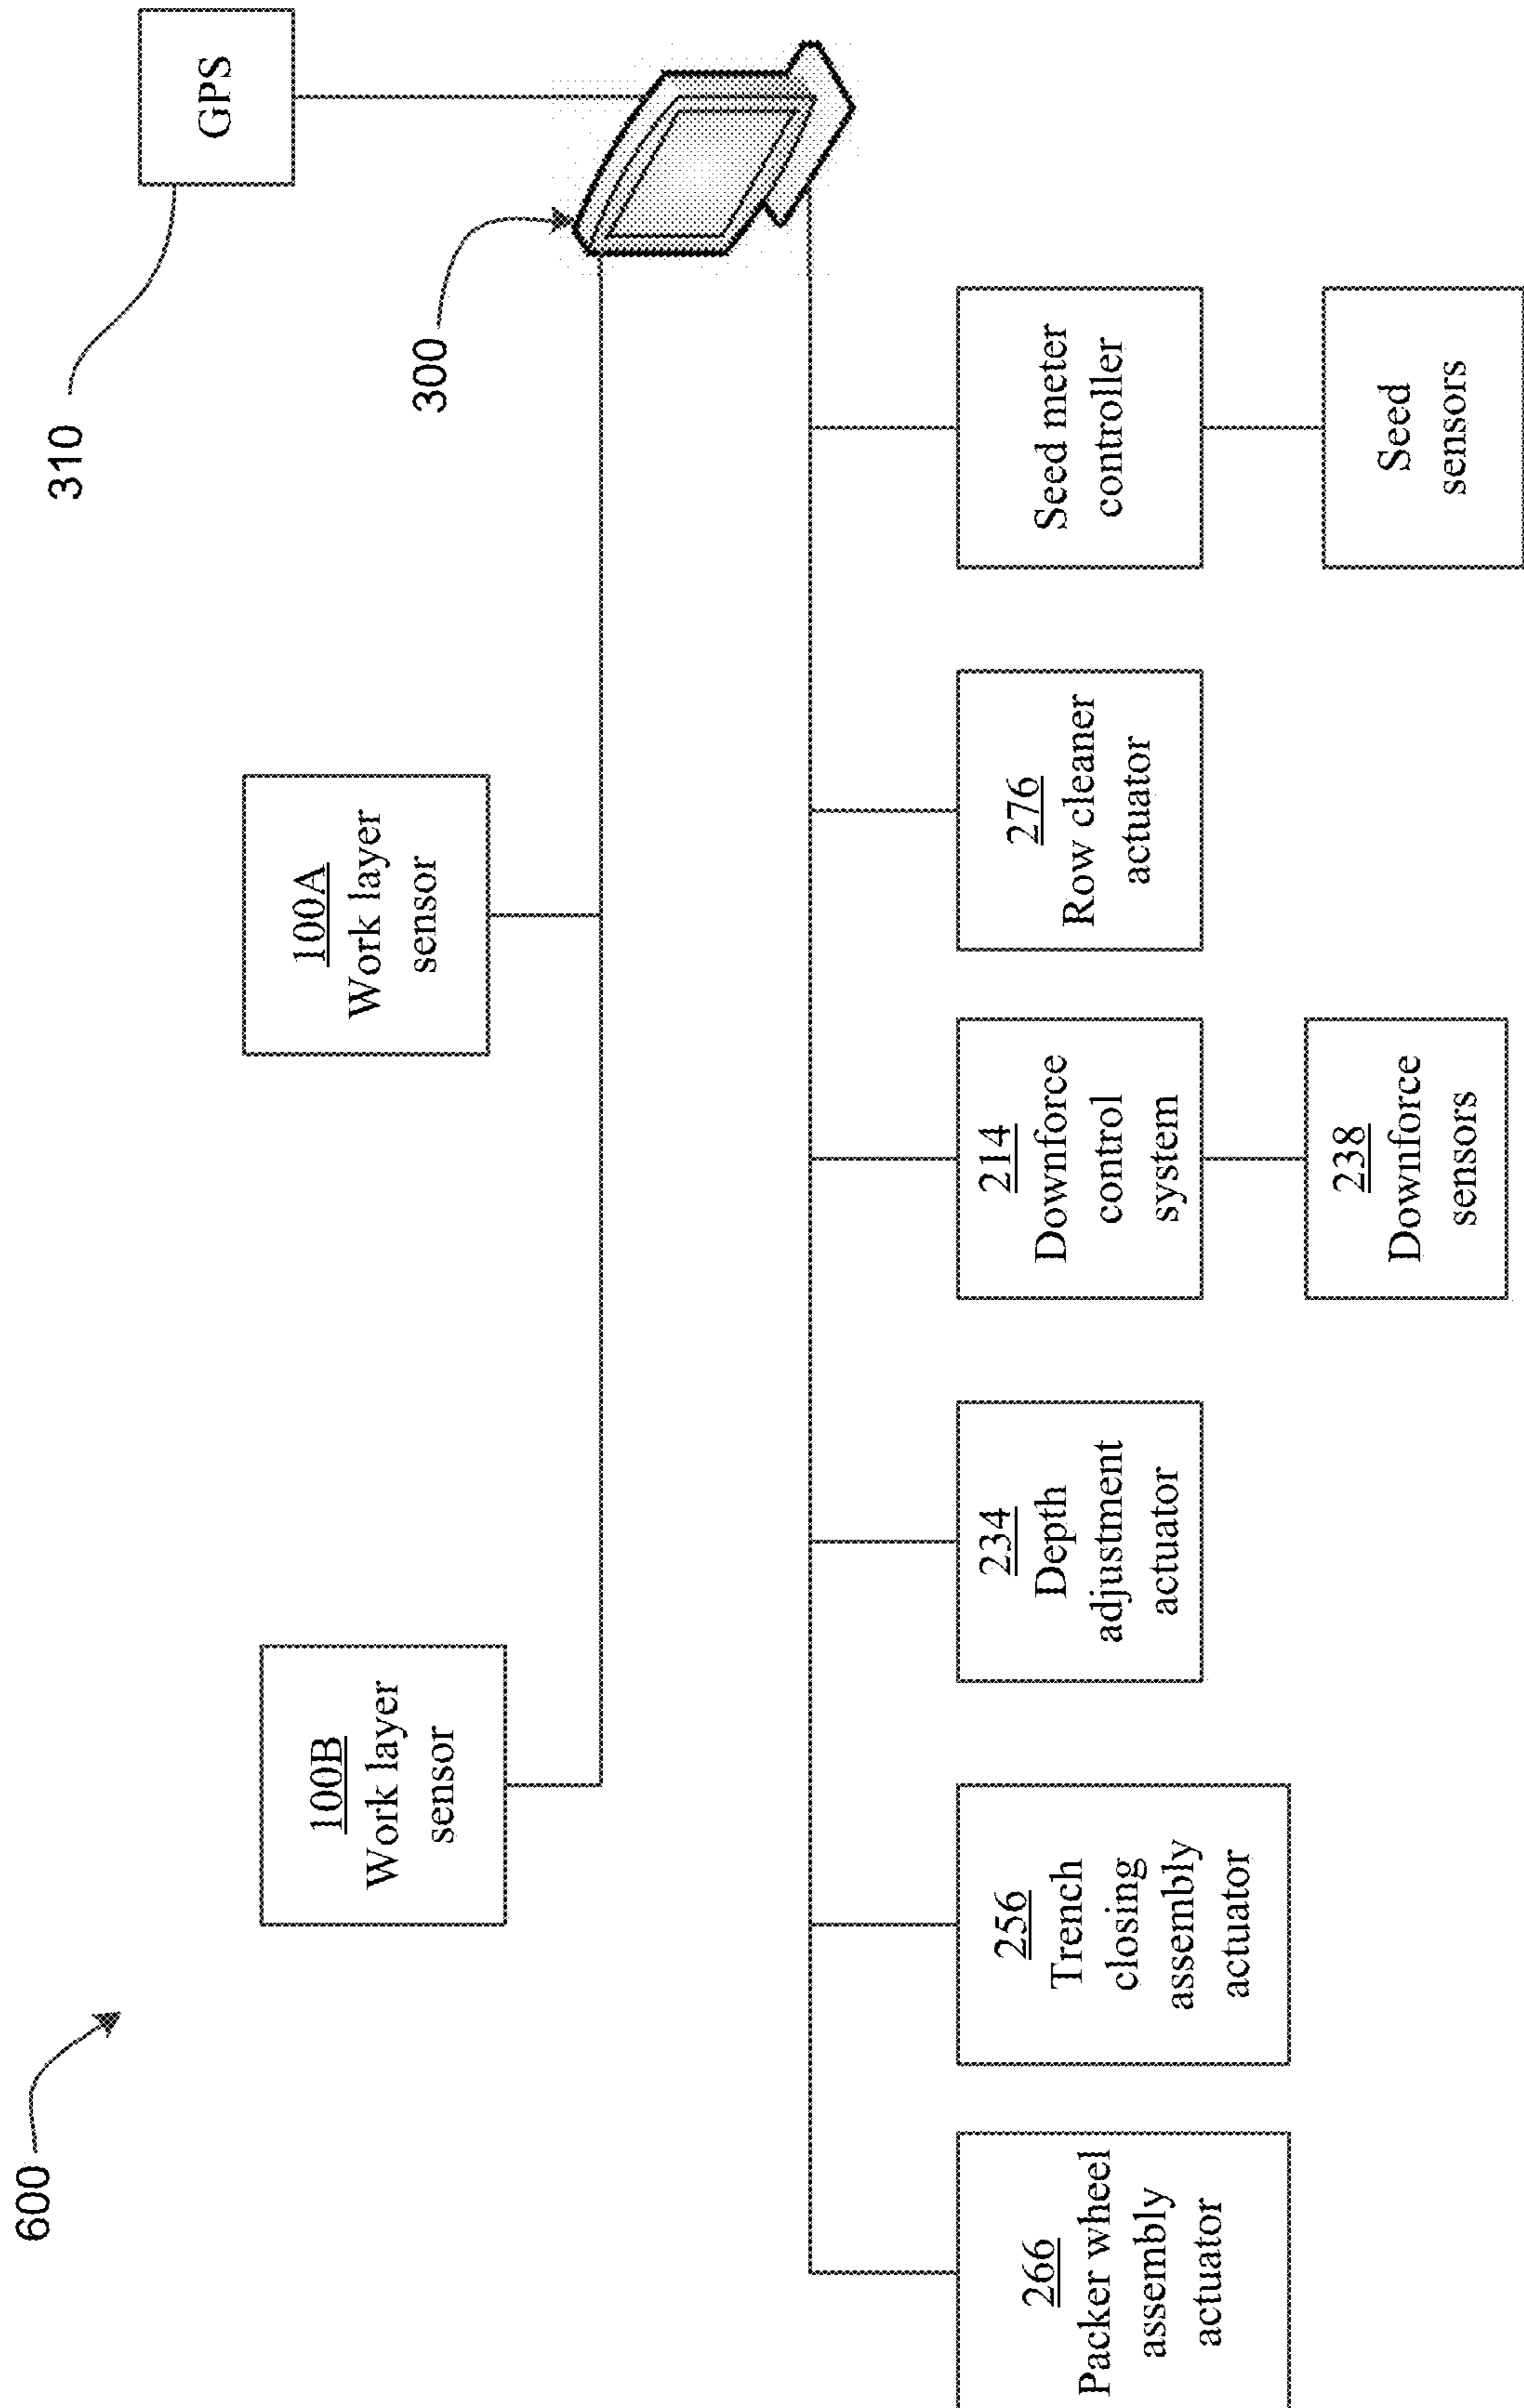 600
310
GPS
300
100B
Work layer
sensor
100A
Work layer
sensor
266
Packer wheel
assembly
actuator
256
Trench
closing
assembly
actuator
234
Depth
adjustment
actuator
214
Downforce
control
system
276
Row cleaner
actuator
Seed meter
controller
238
Downforce
sensors
Seed
sensors